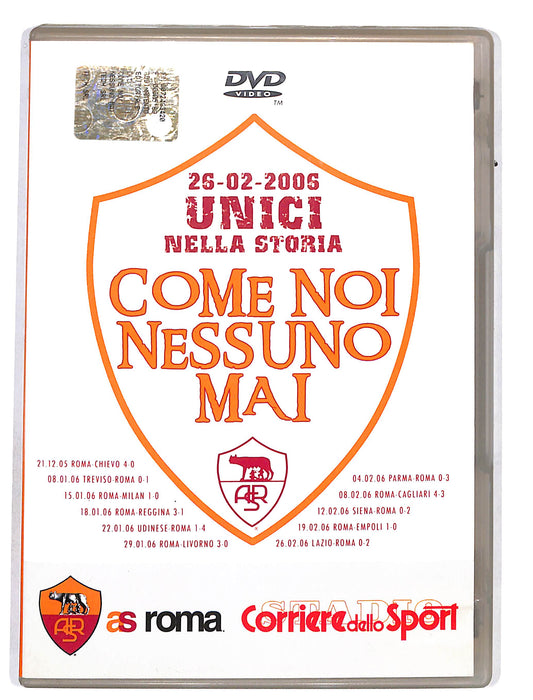 DVD
VIDEO
TM
26-02-2006
UNICI
NELLA STORIA
COME NOI
NESSUNO
MAI
21.12.05 ROMA-CHIEVO 4-0
08.01.06 TREVISO-ROMA 0-1
15.01.06 ROMA-MILAN 1-0
18.01.06 ROMA-REGGINA 3-1
22.01.06 UDINESE-ROMA 1-4
29.01.06 ROMA-LIVORNO 3-0
04.02.06 PARMA-ROMA 0-3
08.02.06 ROMA-CAGLIARI 4-3
12.02.06 SIENA-ROMA 0-2
19.02.06 ROMA-EMPOLI 1-0
26.02.06 LAZIO-ROMA 0-2
ASR
ASR
as roma
STADIO
Corriere dello Sport